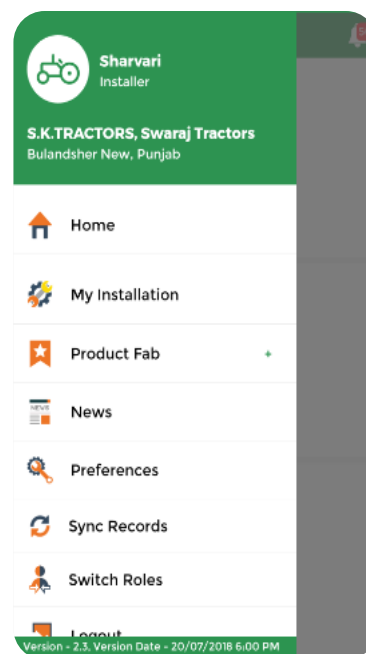 Sharvari
Installer
S.K.TRACTORS, Swaraj Tractors
Bulandsher New, Punjab
Home
My Installation
Product Fab
+
NEWS
News
Preferences
Sync Records
Switch Roles
Logout
Version - 2.3, Version Date - 20/07/2018 6:00 PM